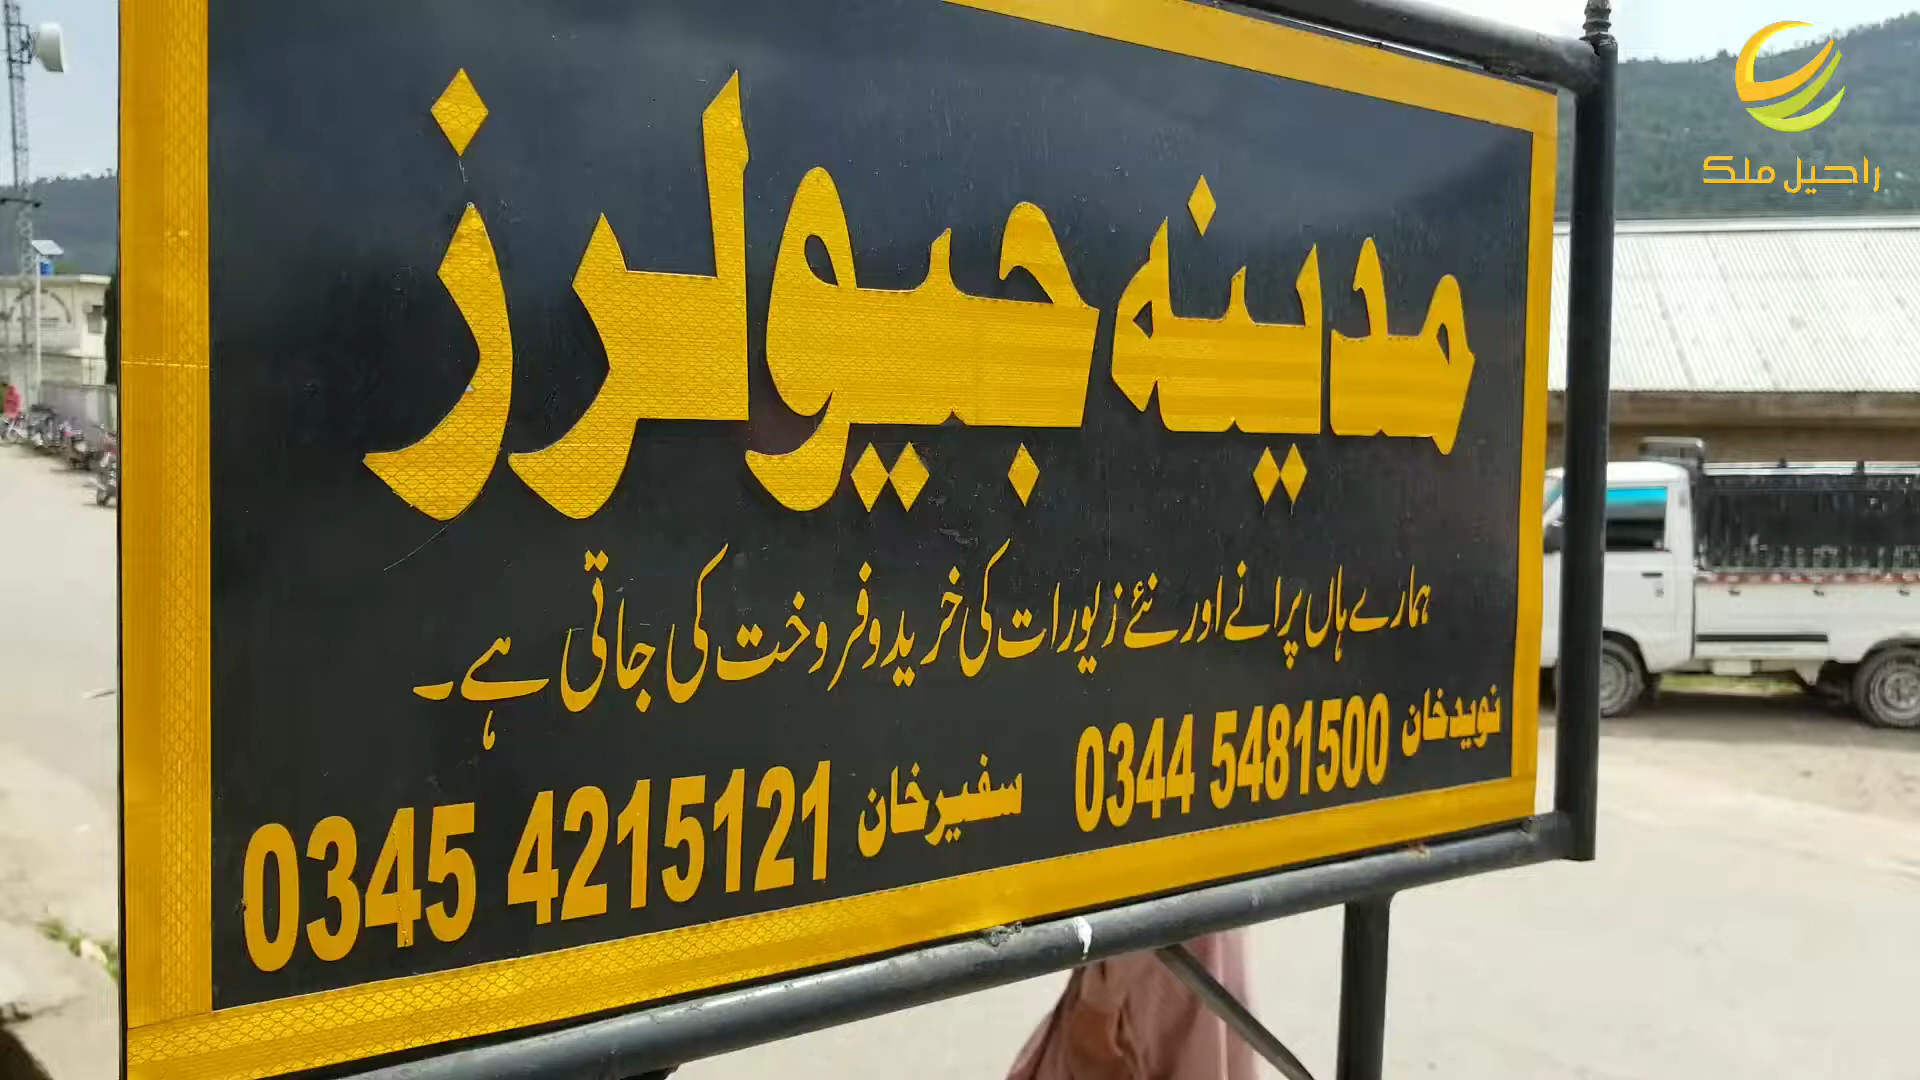 راحیل ملک
مدینہ جیولرز
ہمارے ہاں پرانے اور نئے زیورات کی خرید و فروخت کی جاتی ہے۔
نوید خان 0344 5481500 سفیر خان 0345 4215121